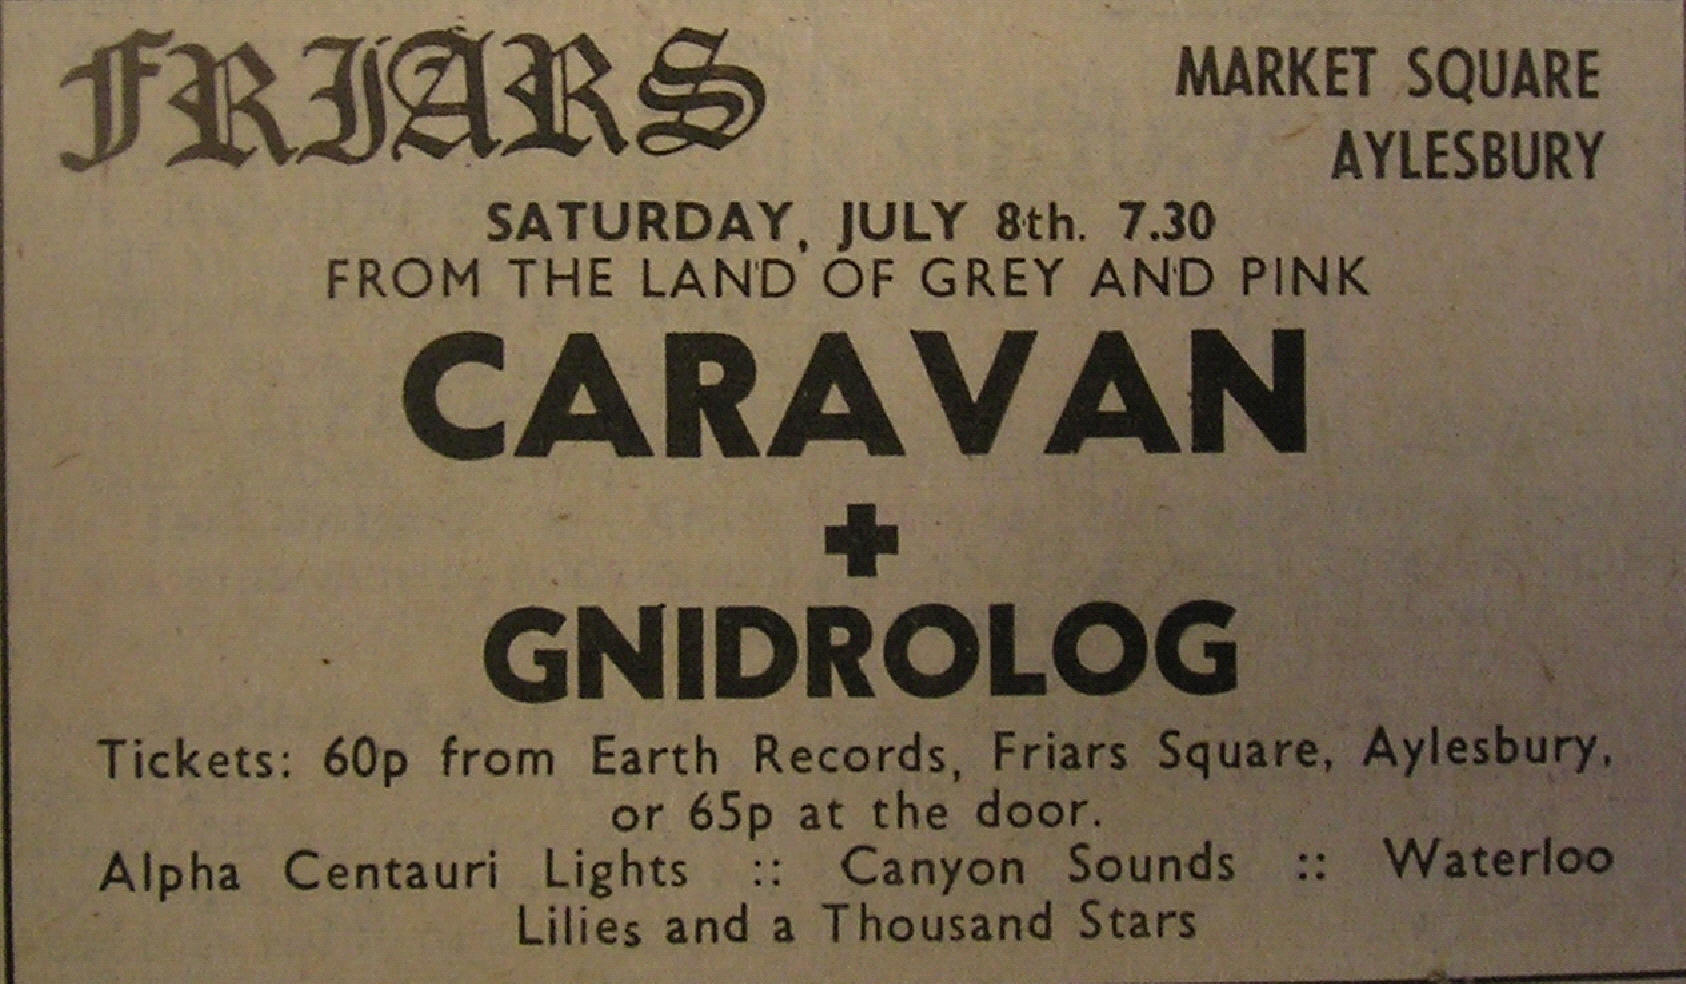 FRIARS
MARKET SQUARE
AYLESBURY
SATURDAY, JULY 8th. 7.30
FROM THE LAND OF GREY AND PINK
CARAVAN
+
GNIDROLOG
Tickets: 60p from Earth Records, Friars Square, Aylesbury,
or 65p at the door.
Alpha Centauri Lights :: Canyon Sounds :: Waterloo
Lilies and a Thousand Stars